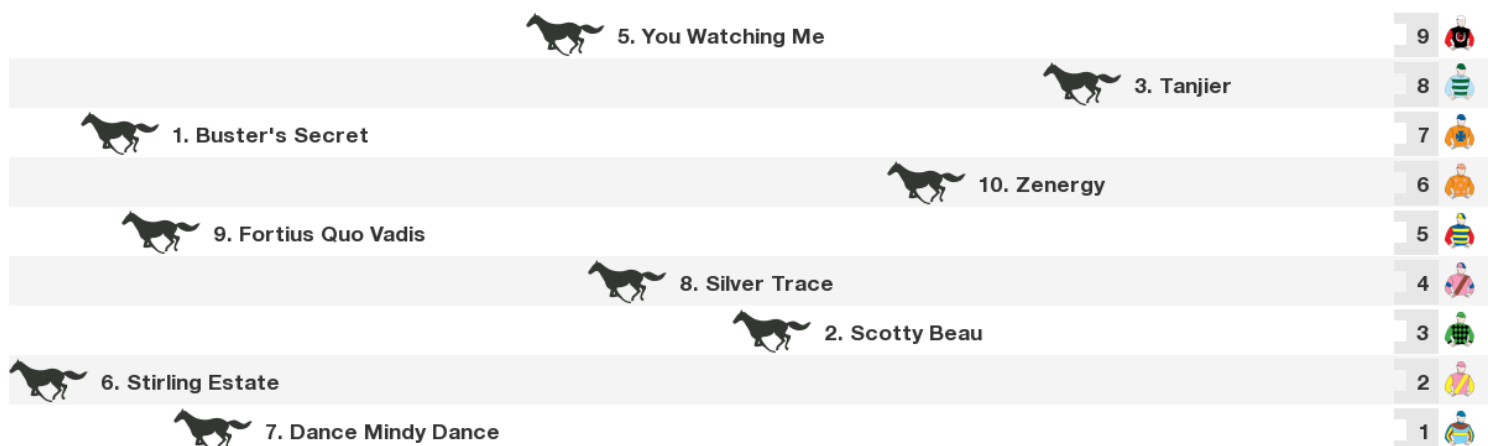 5. You Watching Me 9
3. Tanjier 8
1. Buster's Secret 7
10. Zenergy 6
9. Fortius Quo Vadis 5
8. Silver Trace 4
2. Scotty Beau 3
6. Stirling Estate 2
7. Dance Mindy Dance 1